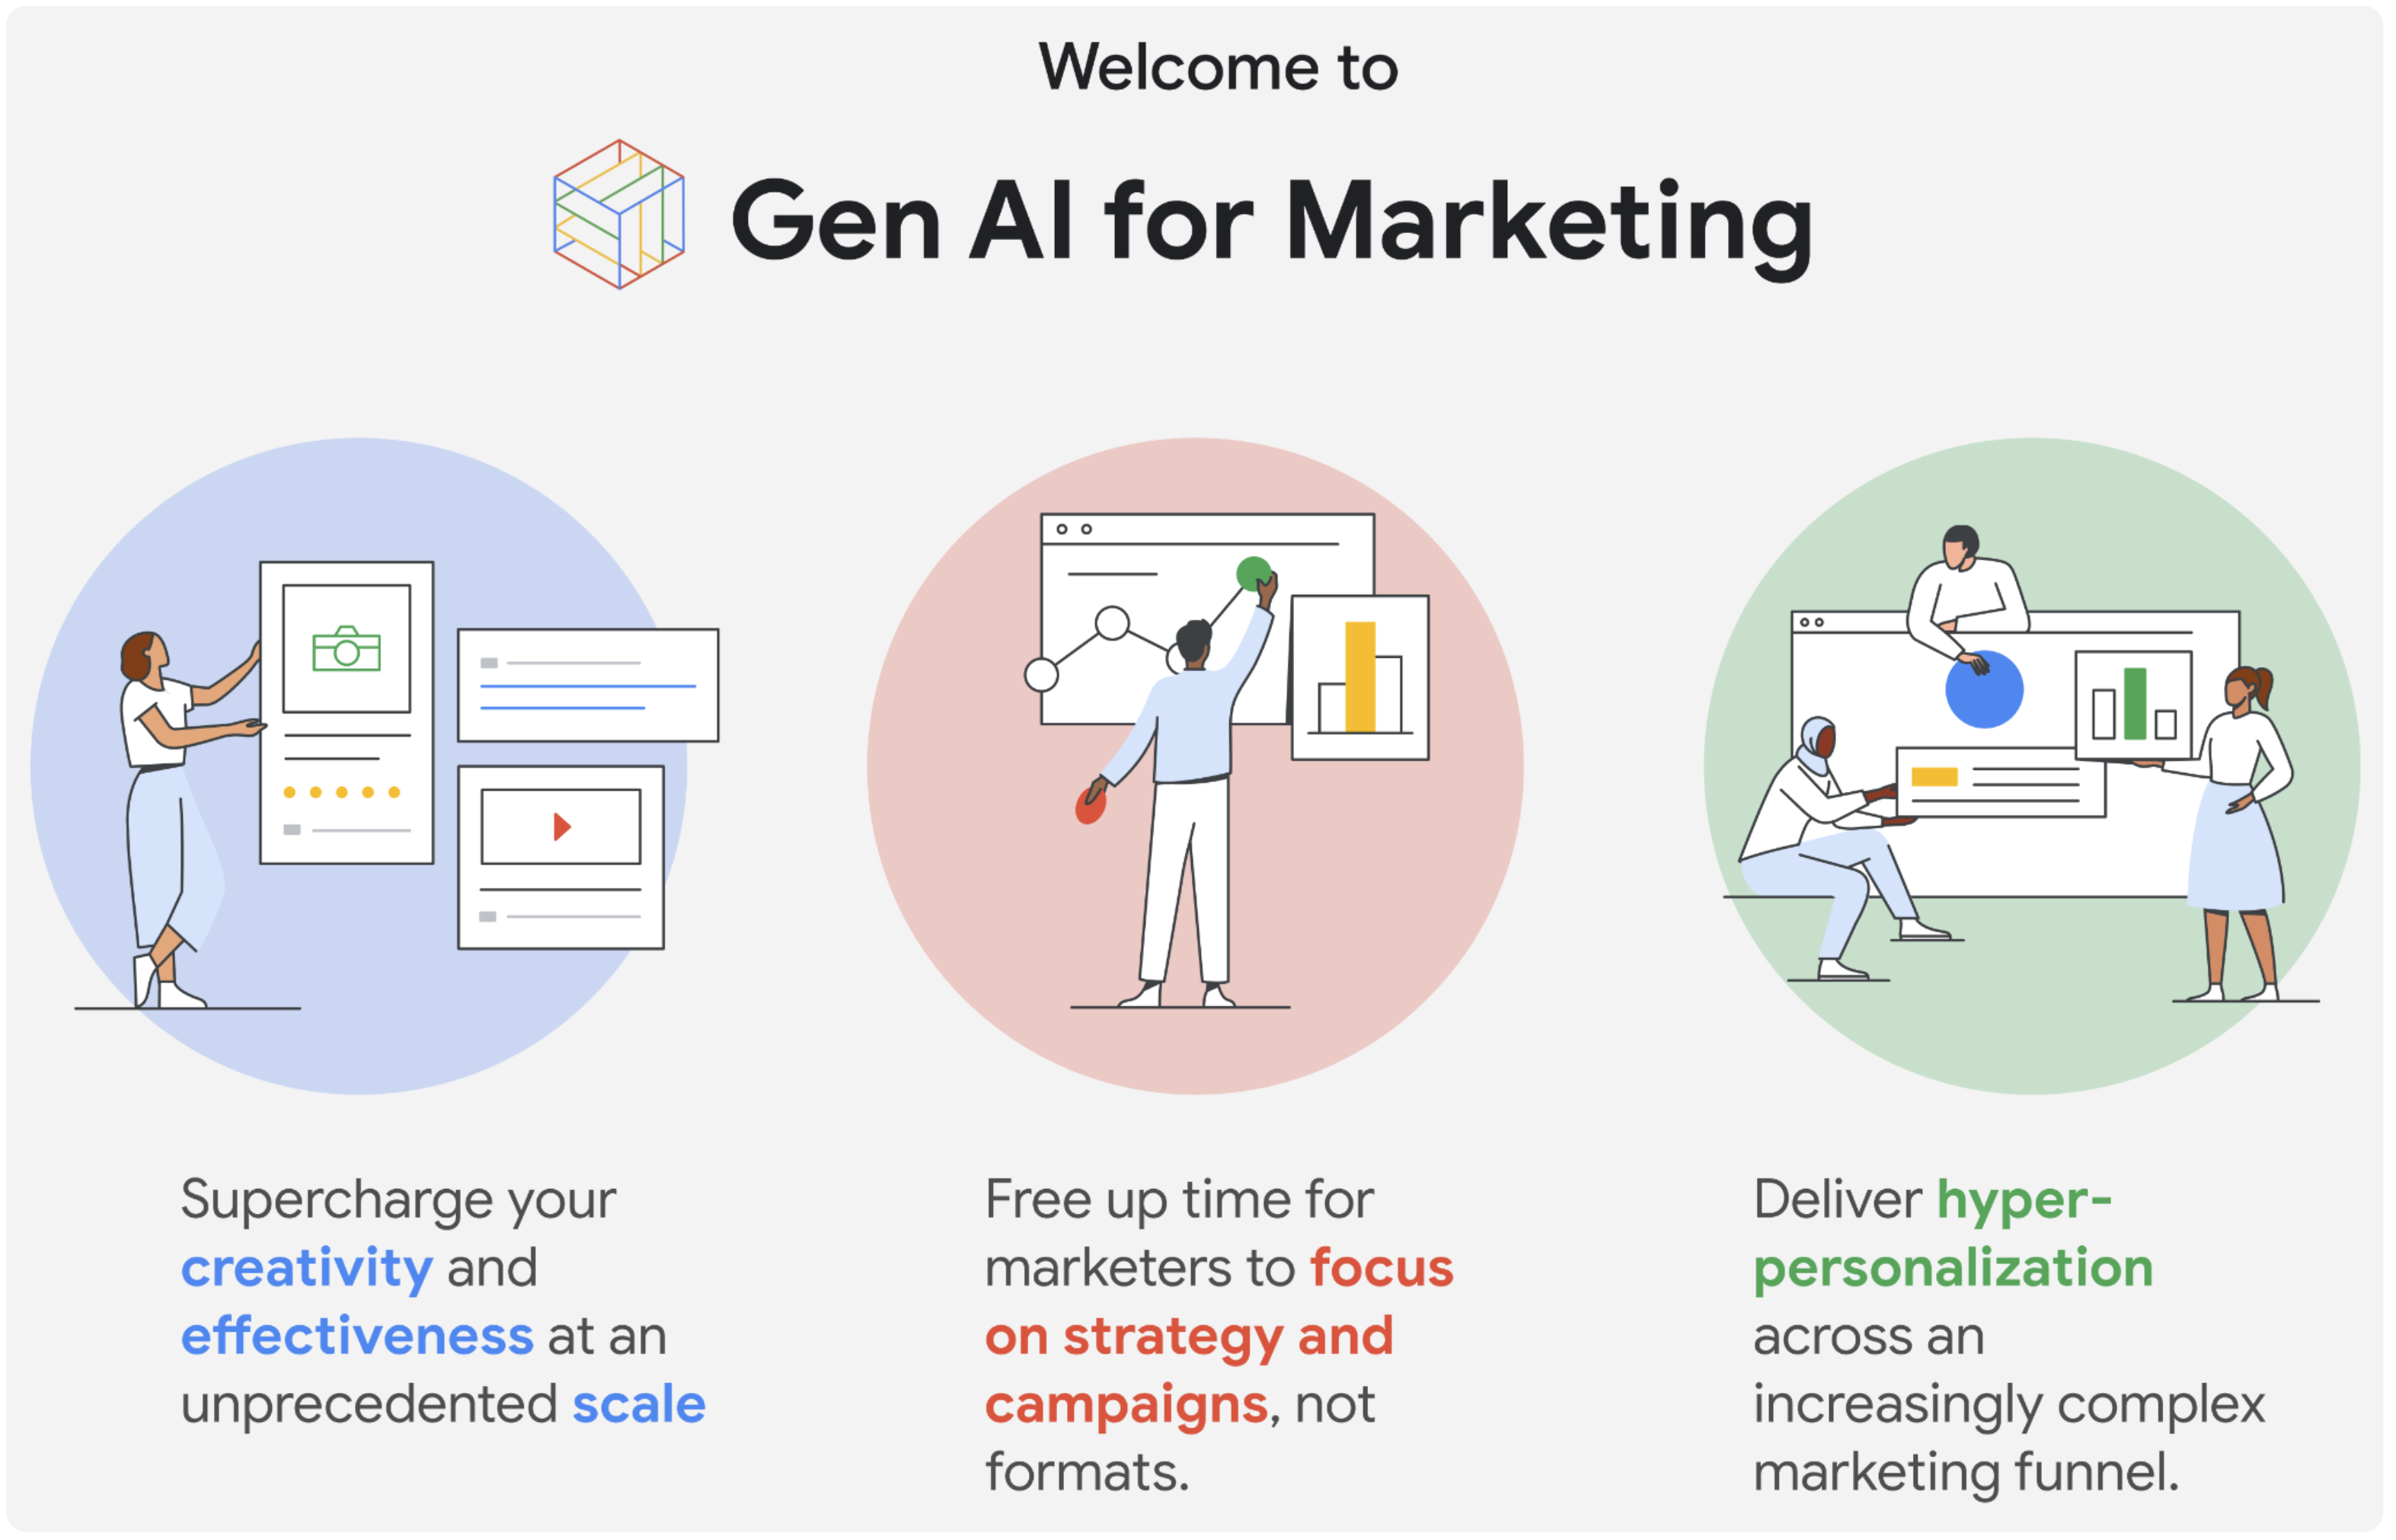 Welcome to
Gen AI for Marketing
Supercharge your
creativity and
effectiveness at an
unprecedented scale
Free up time for
marketers to focus
on strategy and
campaigns, not
formats.
Deliver hyper-
personalization
across an
increasingly complex
marketing funnel.